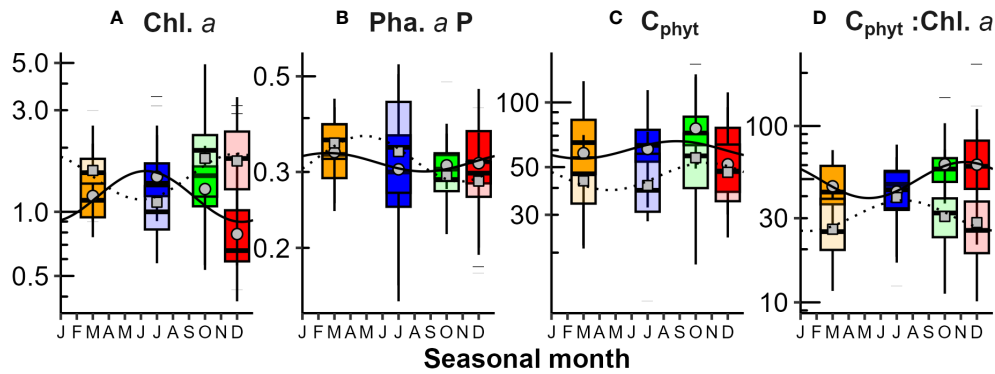 A Chl. a
B Pha. a P
C Cphyt
D Cphyt :Chl. a
5.0
3.0
1.0
0.5
0.5
0.3
0.2
100
50
30
100
30
10
J F M A M J J A S O N D
J F M A M J J A S O N D
J F M A M J J A S O N D
J F M A M J J A S O N D
Seasonal month